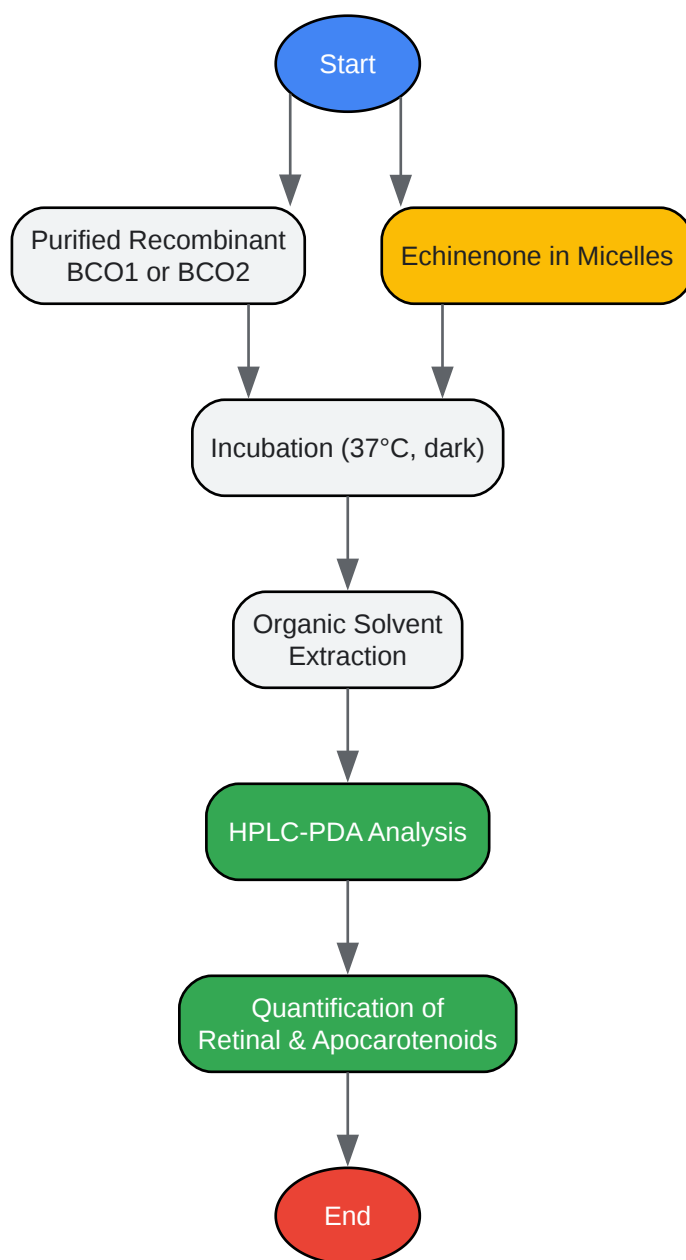 Start
Purified Recombinant
BCO1 or BCO2
Echinenone in Micelles
Incubation (37°C, dark)
Organic Solvent
Extraction
HPLC-PDA Analysis
Quantification of
Retinal & Apocarotenoids
End